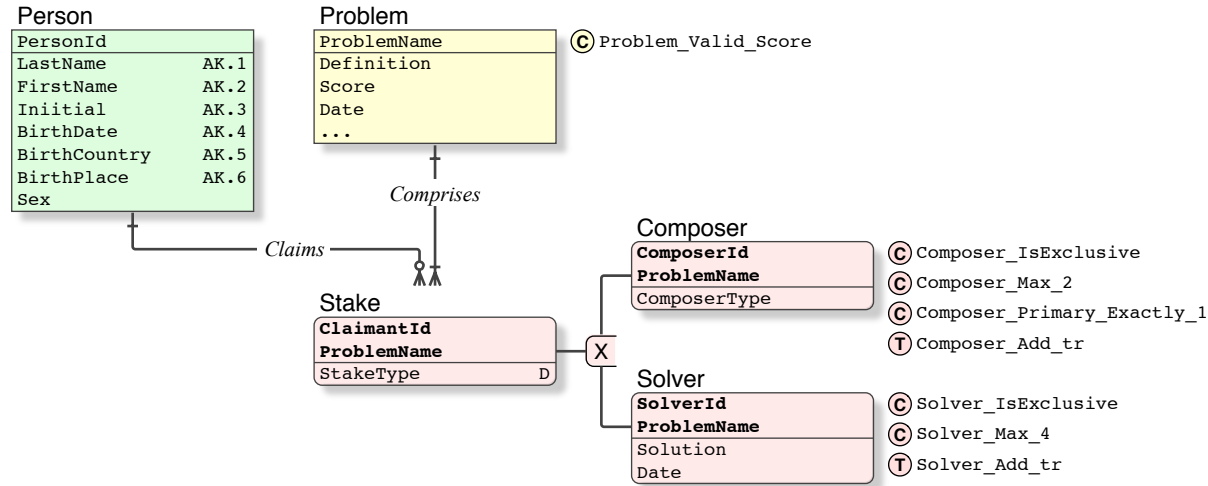 Person
PersonId
LastName AK.1
FirstName AK.2
Iniitial AK.3
BirthDate AK.4
BirthCountry AK.5
BirthPlace AK.6
Sex
Problem
ProblemName
Definition
Score
Date
...
C Problem_Valid_Score
Comprises
Claims
Stake
ClaimantId
ProblemName
StakeType D
X
Composer
ComposerId
ProblemName
ComposerType
C Composer_IsExclusive
C Composer_Max_2
C Composer_Primary_Exactly_1
T Composer_Add_tr
Solver
SolverId
ProblemName
Solution
Date
C Solver_IsExclusive
C Solver_Max_4
T Solver_Add_tr